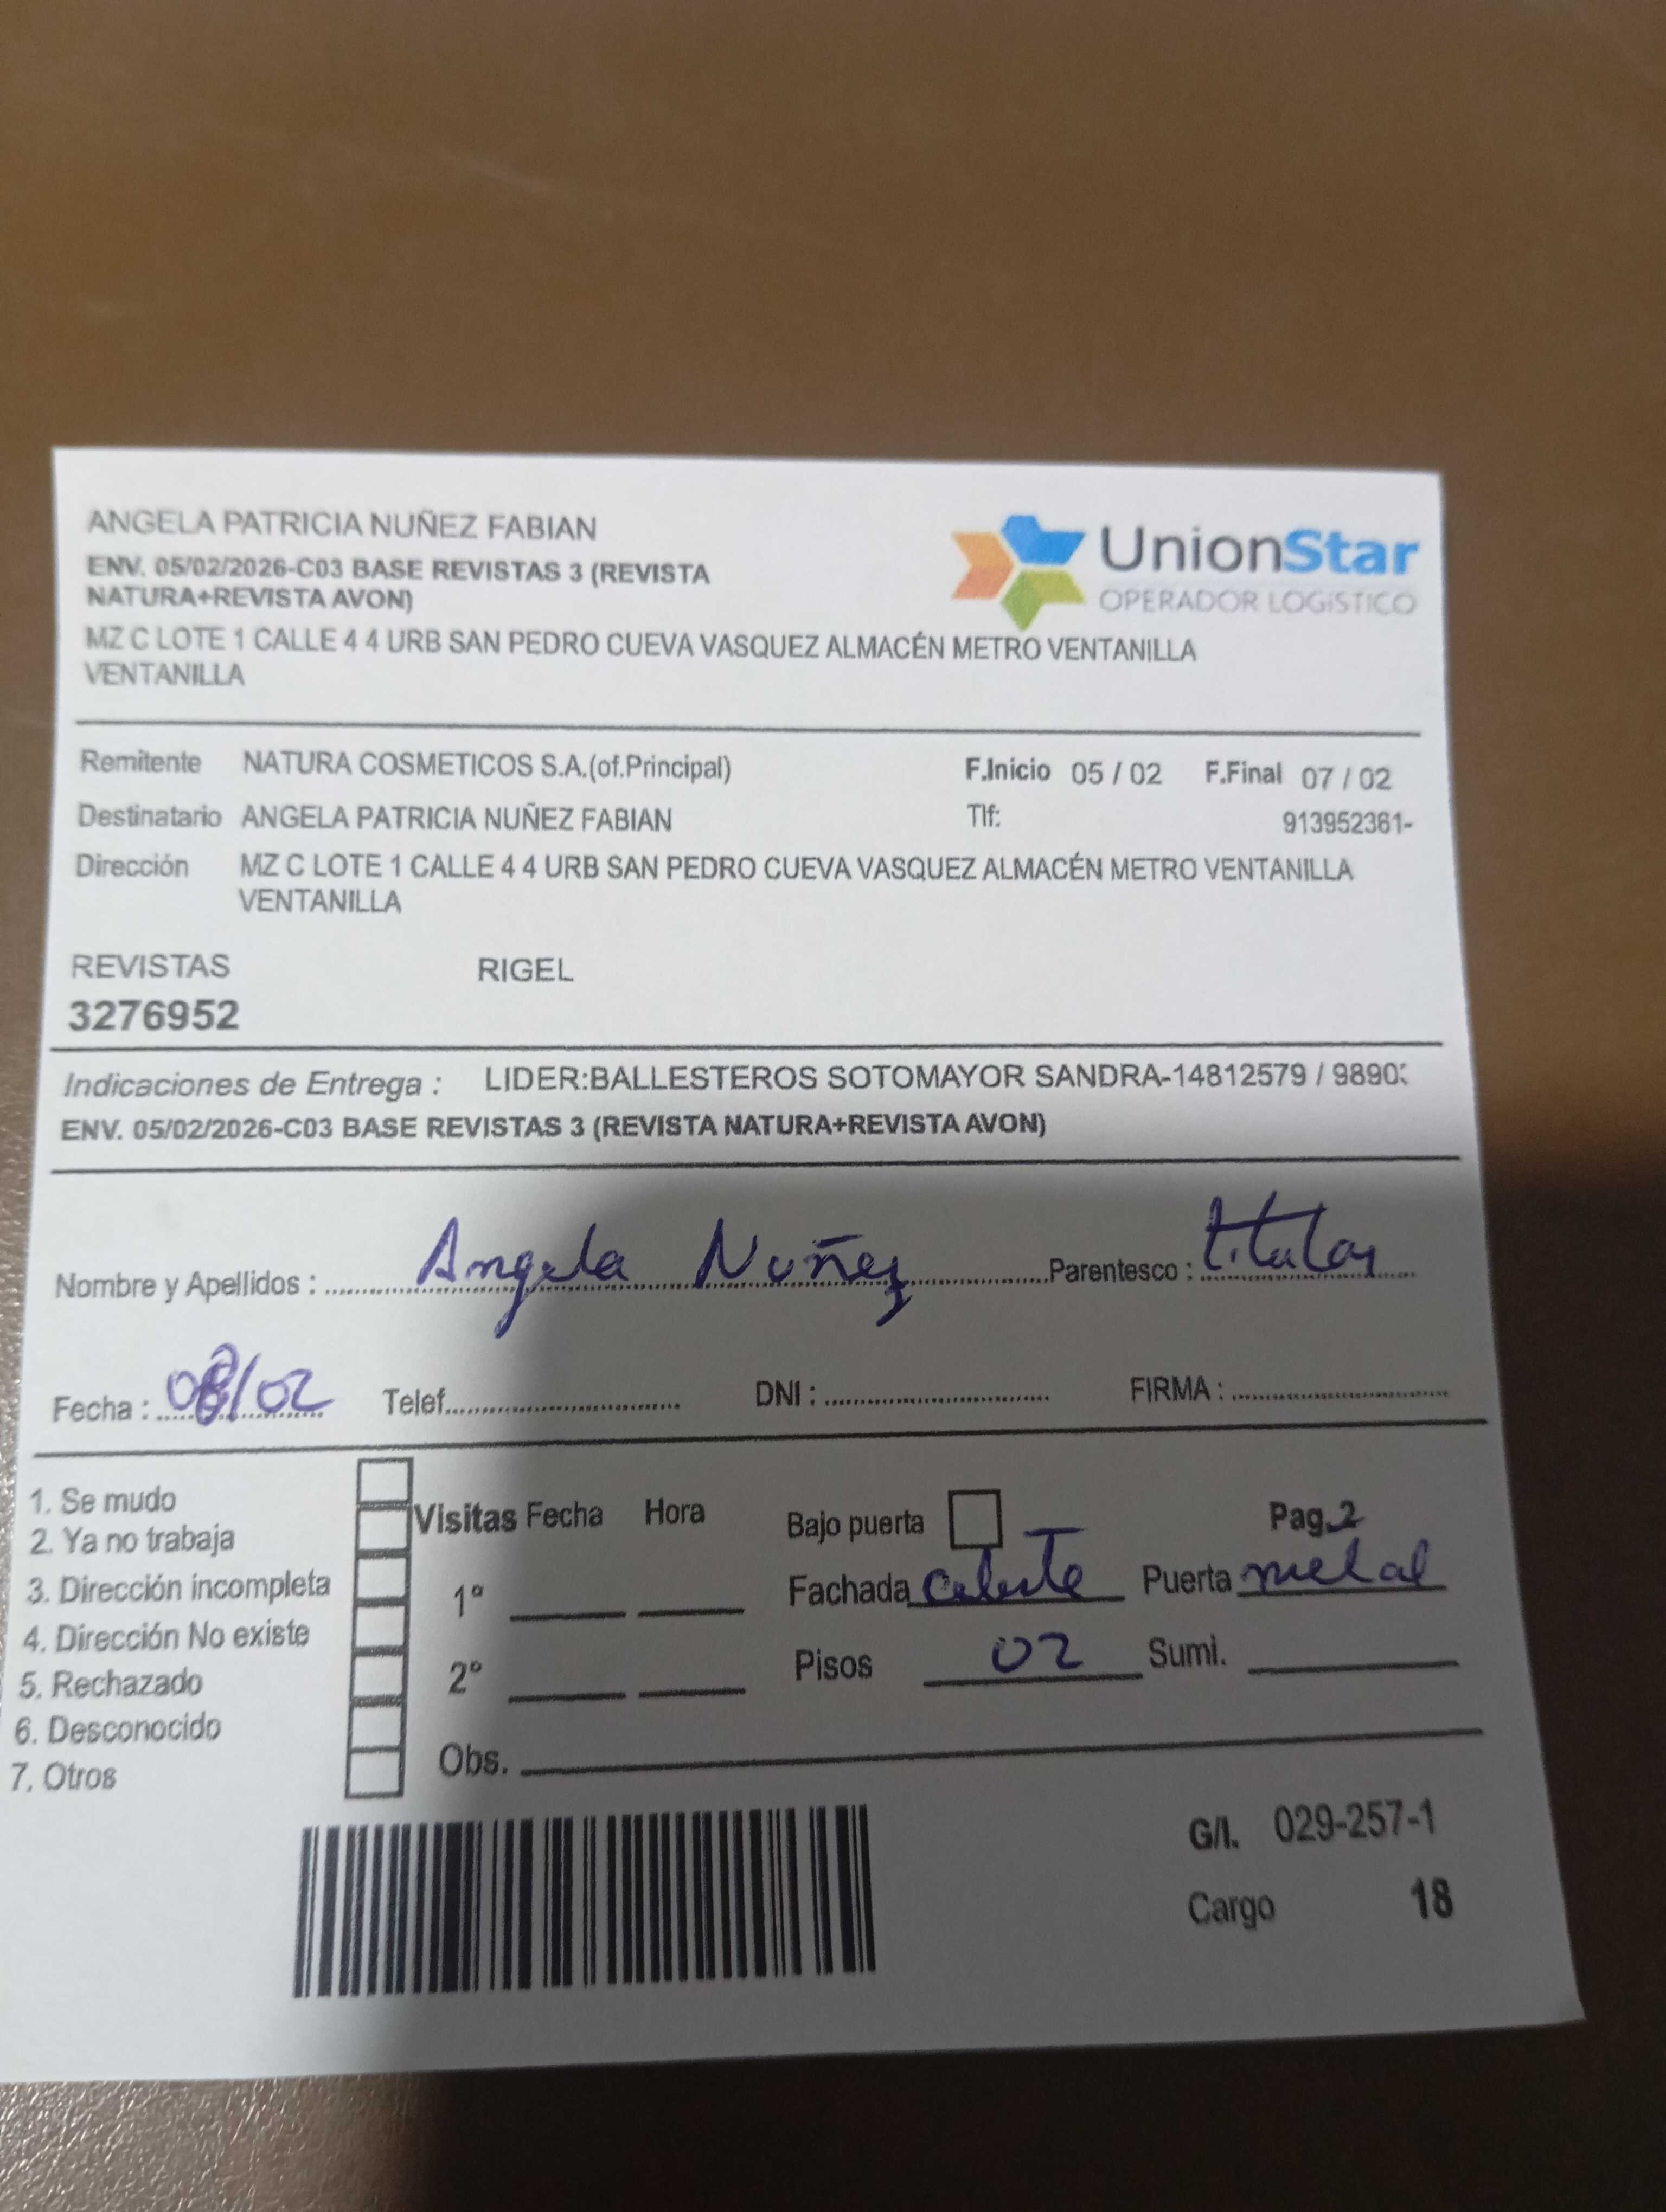 ANGELA PATRICIA NUÑEZ FABIAN
ENV. 05/02/2026-C03 BASE REVISTAS 3 (REVISTA
NATURA+REVISTA AVON)
UnionStar
OPERADOR LOGíSTICO
MZ C LOTE 1 CALLE 4 4 URB SAN PEDRO CUEVA VASQUEZ ALMACÉN METRO VENTANILLA
VENTANILLA
Remitente NATURA COSMETICOS S.A.(of.Principal) F.Inicio 05 / 02 F.Final 07 / 02
Destinatario ANGELA PATRICIA NUÑEZ FABIAN Tlf: 913952361-
Dirección MZ C LOTE 1 CALLE 4 4 URB SAN PEDRO CUEVA VASQUEZ ALMACÉN METRO VENTANILLA
VENTANILLA
REVISTAS RIGEL
3276952
Indicaciones de Entrega : LIDER:BALLESTEROS SOTOMAYOR SANDRA-14812579 / 9890
ENV. 05/02/2026-C03 BASE REVISTAS 3 (REVISTA NATURA+REVISTA AVON)
Nombre y Apellidos : Angela Nuñez Parentesco : titular
Fecha : /02 Telef. DNI : FIRMA :
1. Se mudo
2. Ya no trabaja
3. Dirección incompleta
4. Dirección No existe
5. Rechazado
6. Desconocido
7. Otros
Visitas Fecha Hora
1º
2º
Obs.
Bajo puerta Pag.2
Fachada celeste Puerta metal
Pisos 02 Sumi.
G/I. 029-257-1
Cargo 18